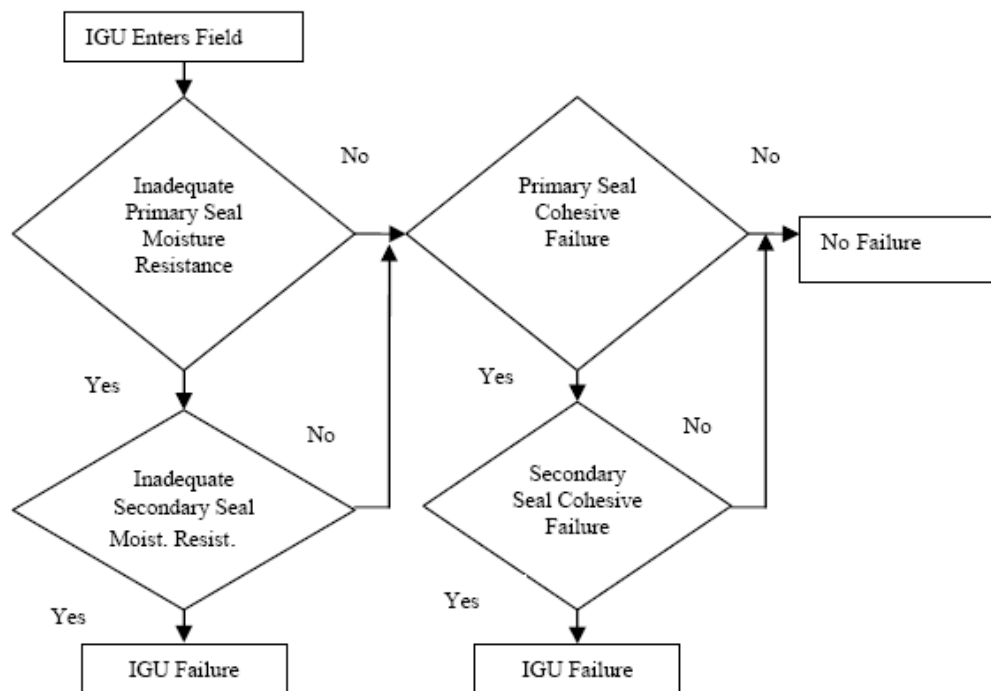 IGU Enters Field
No
No
Inadequate
Primary Seal
Moisture
Resistance
Primary Seal
Cohesive
Failure
No Failure
Yes
Yes
No
No
Inadequate
Secondary Seal
Moist. Resist.
Secondary
Seal Cohesive
Failure
Yes
Yes
IGU Failure
IGU Failure